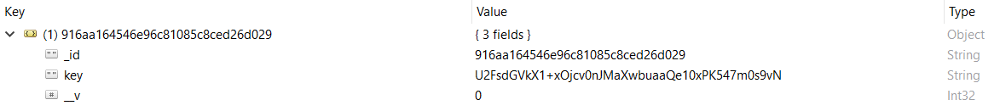 Key Value Type
(1) 916aa164546e96c81085c8ced26d029 { 3 fields } Object
"" _id 916aa164546e96c81085c8ced26d029 String
"" key U2FsdGVkX1+xOjcv0nJMaXwbuaaQe10xPK547m0s9vN String
# __v 0 Int32